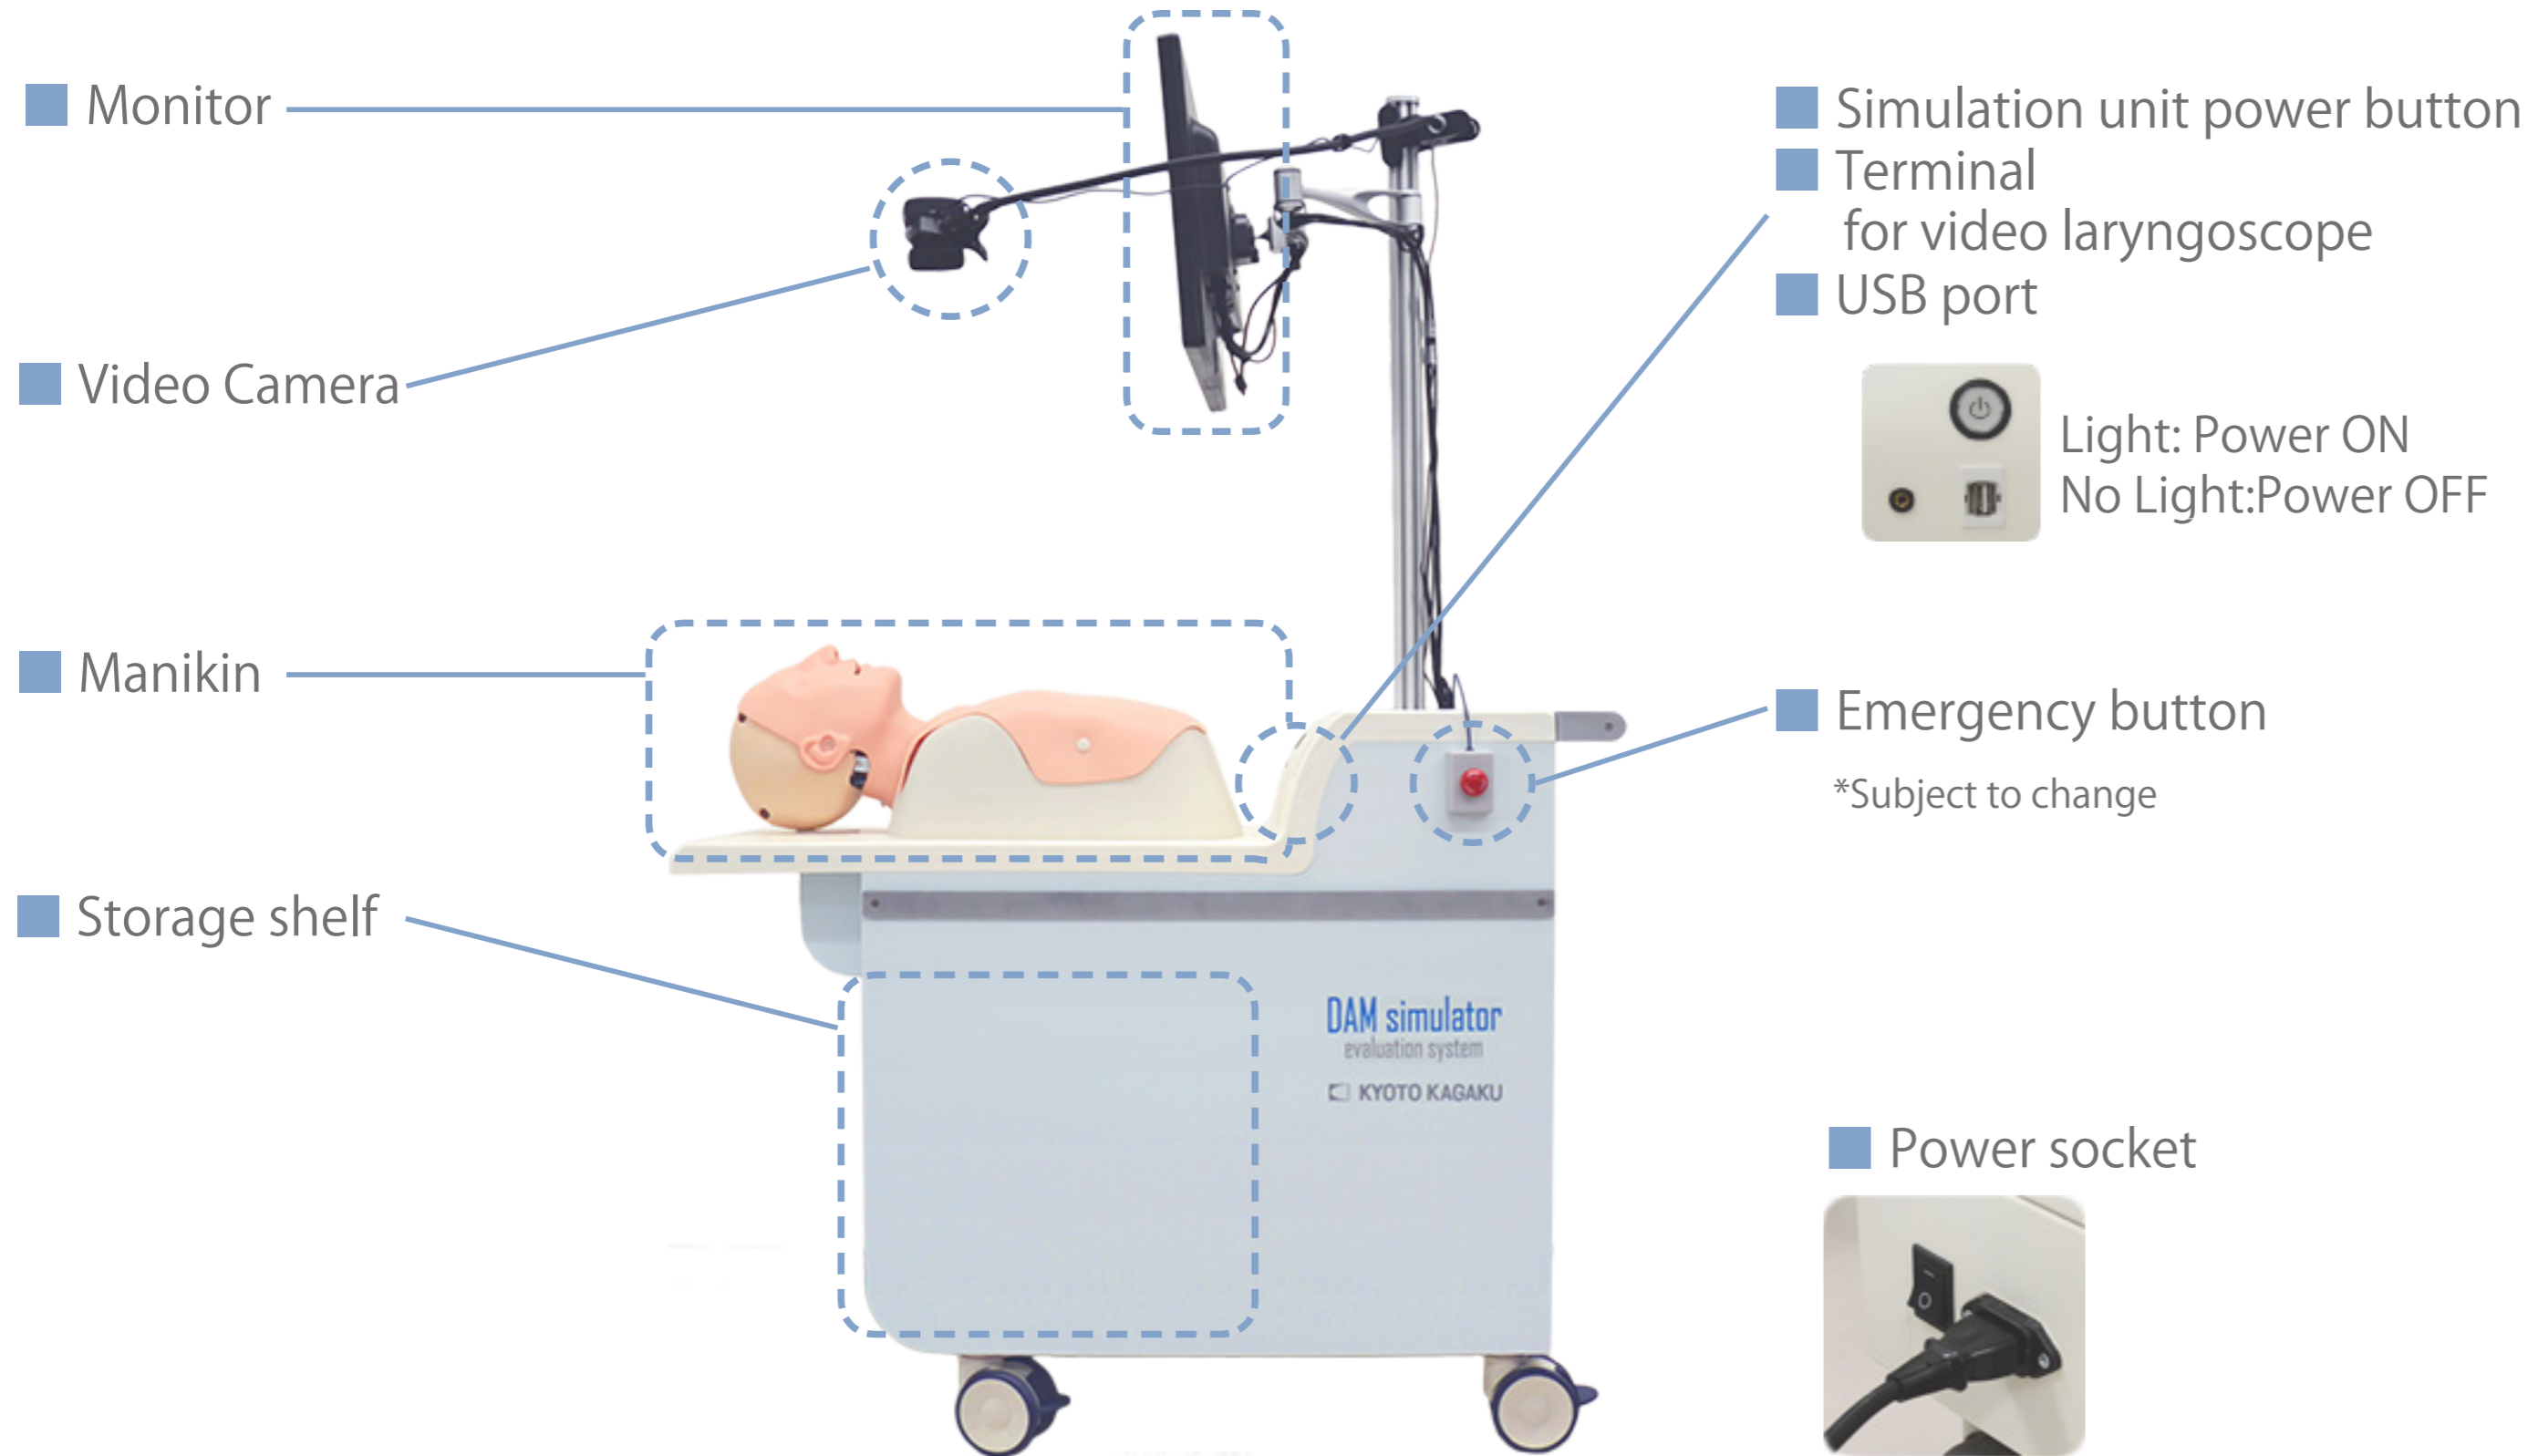 Monitor
Video Camera
Manikin
Storage shelf
Simulation unit power button
Terminal
for video laryngoscope
USB port
Light: Power ON
No Light:Power OFF
Emergency button
*Subject to change
DAM simulator
evaluation system
KYOTO KAGAKU
Power socket